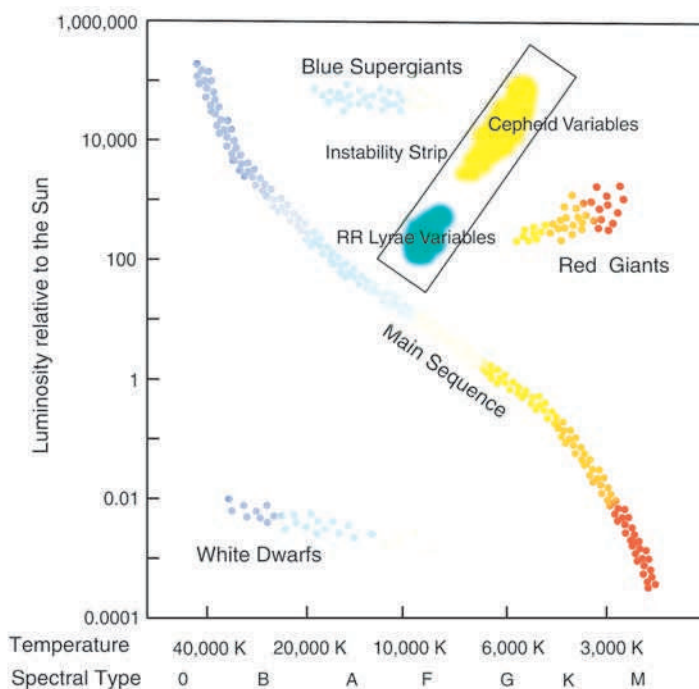 1,000,000
Blue Supergiants
Cepheid Variables
10,000
Instability Strip
RR Lyrae Variables
100
Red Giants
Main Sequence
1
0.01
White Dwarfs
0.0001
Luminosity relative to the Sun
Temperature 40,000 K 20,000 K 10,000 K 6,000 K 3,000 K
Spectral Type 0 B A F G K M